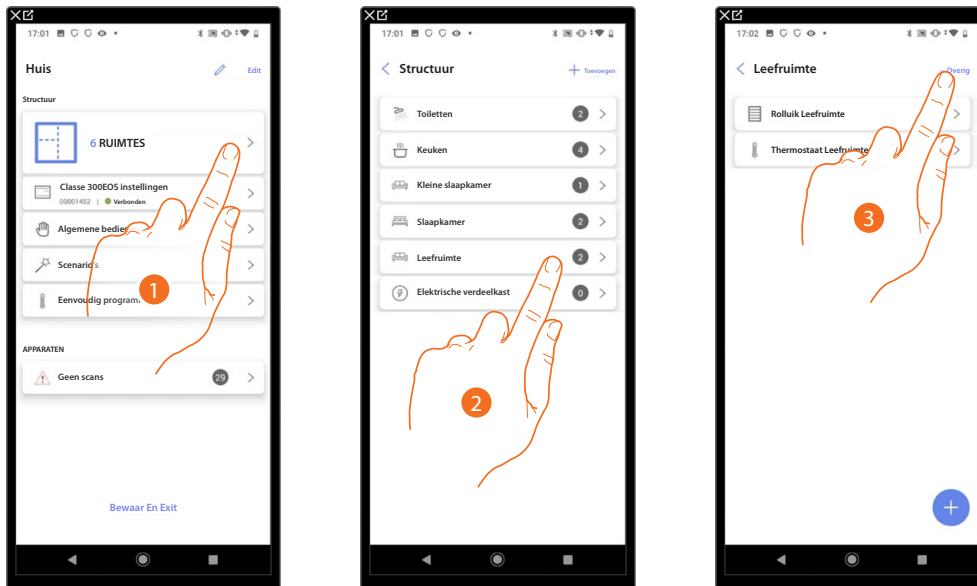 17:01
Huis
Edit
Structuur
6 RUIMTES
Classe 300EOS instellingen
00001452 | Verbonden
Algemene bedien
Scenario's
Eenvoudig program
APPARATEN
Geen scans
29
Bewaar En Exit
1
17:01
Structuur
Toevoegen
Toiletten
2
Keuken
4
Kleine slaapkamer
1
Slaapkamer
2
Leefruimte
2
Elektrische verdeelkast
0
2
17:02
Leefruimte
Overig
Rolluik Leefruimte
Thermostaat Leefruimte
3